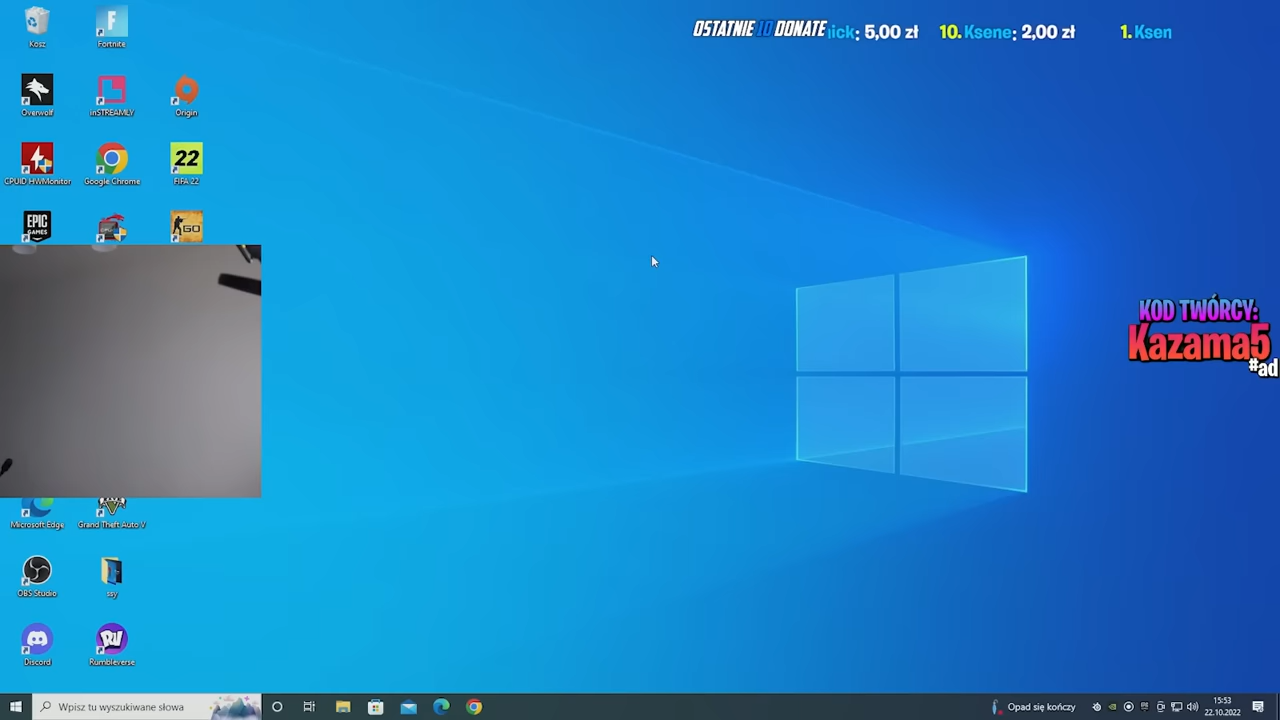 OSTATNIE 10 DONATE
iick: 5,00 zł 10. Ksene: 2,00 zł 1. Ksen
Kosz
Fortnite
Overwolf
inSTREAMLY
Origin
CPUID HWMonitor
Google Chrome
22
FIFA 22
EPIC
GAMES
GO
KOD TWÓRCY:
Kazama5
#ad
Microsoft Edge
Grand Theft Auto V
OBS Studio
ssy
Discord
RV
Rumbleverse
Wpisz tu wyszukiwane słowa
Opad się kończy
15:53
22.10.2022